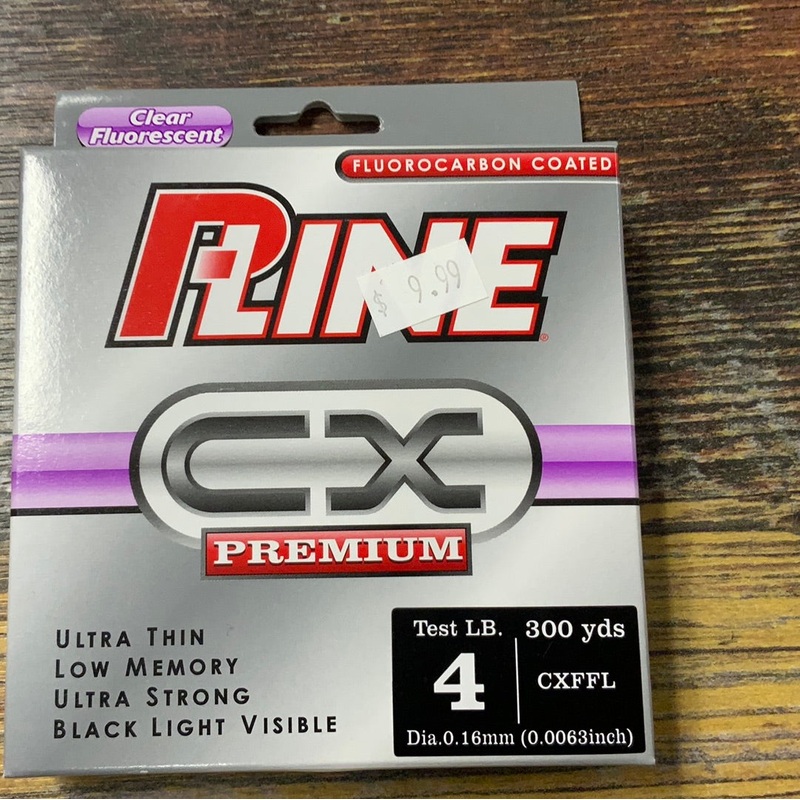 Clear
Fluorescent
FLUOROCARBON COATED
P-LINE®
$ 9.99
CX
PREMIUM
ULTRA THIN
LOW MEMORY
ULTRA STRONG
BLACK LIGHT VISIBLE
Test LB.
4
300 yds
CXFFL
Dia.0.16mm (0.0063inch)